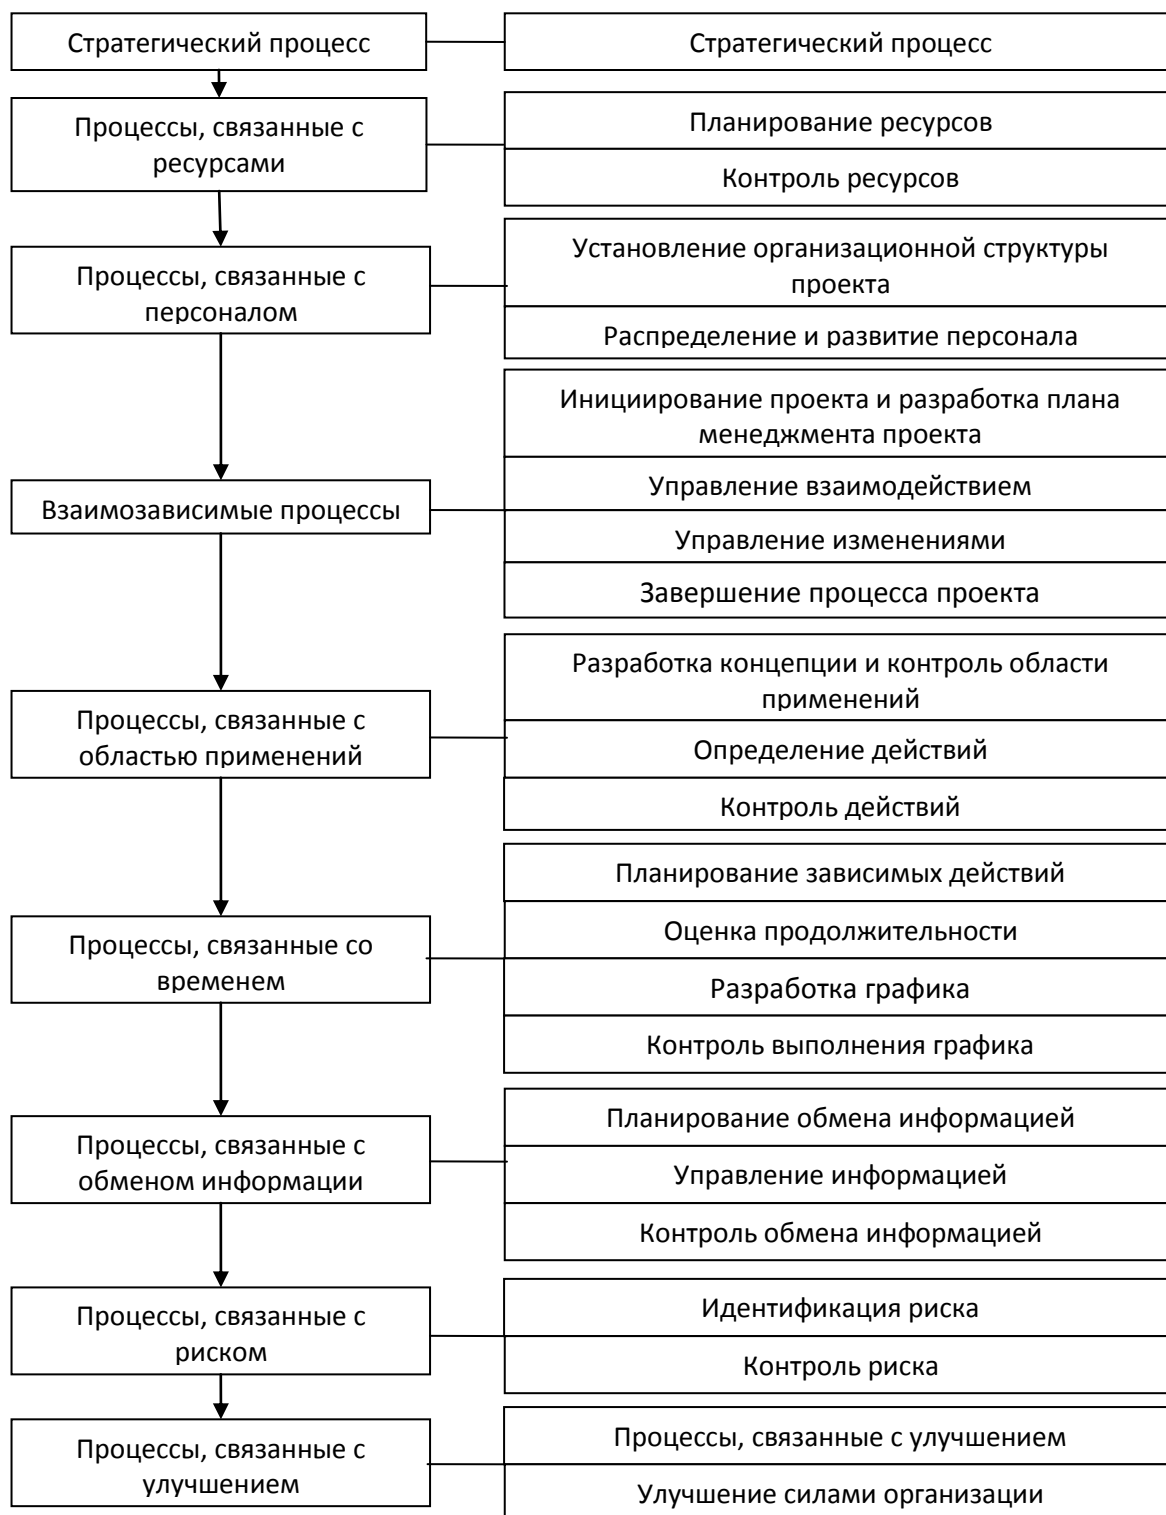 Стратегический процесс
Стратегический процесс
Процессы, связанные с
ресурсами
Планирование ресурсов
Контроль ресурсов
Процессы, связанные с
персоналом
Установление организационной структуры
проекта
Распределение и развитие персонала
Взаимозависимые процессы
Инициирование проекта и разработка плана
менеджмента проекта
Управление взаимодействием
Управление изменениями
Завершение процесса проекта
Процессы, связанные с
областью применений
Разработка концепции и контроль области
применений
Определение действий
Контроль действий
Процессы, связанные со
временем
Планирование зависимых действий
Оценка продолжительности
Разработка графика
Контроль выполнения графика
Процессы, связанные с
обменом информации
Планирование обмена информацией
Управление информацией
Контроль обмена информацией
Процессы, связанные с
риском
Идентификация риска
Контроль риска
Процессы, связанные с
улучшением
Процессы, связанные с улучшением
Улучшение силами организации